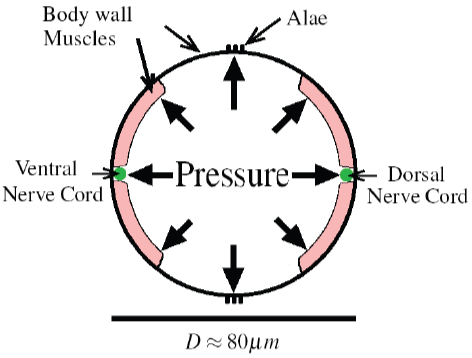 Body wall
Muscles
Alae
Ventral
Nerve Cord
Pressure
Dorsal
Nerve Cord
D ≈ 80μm